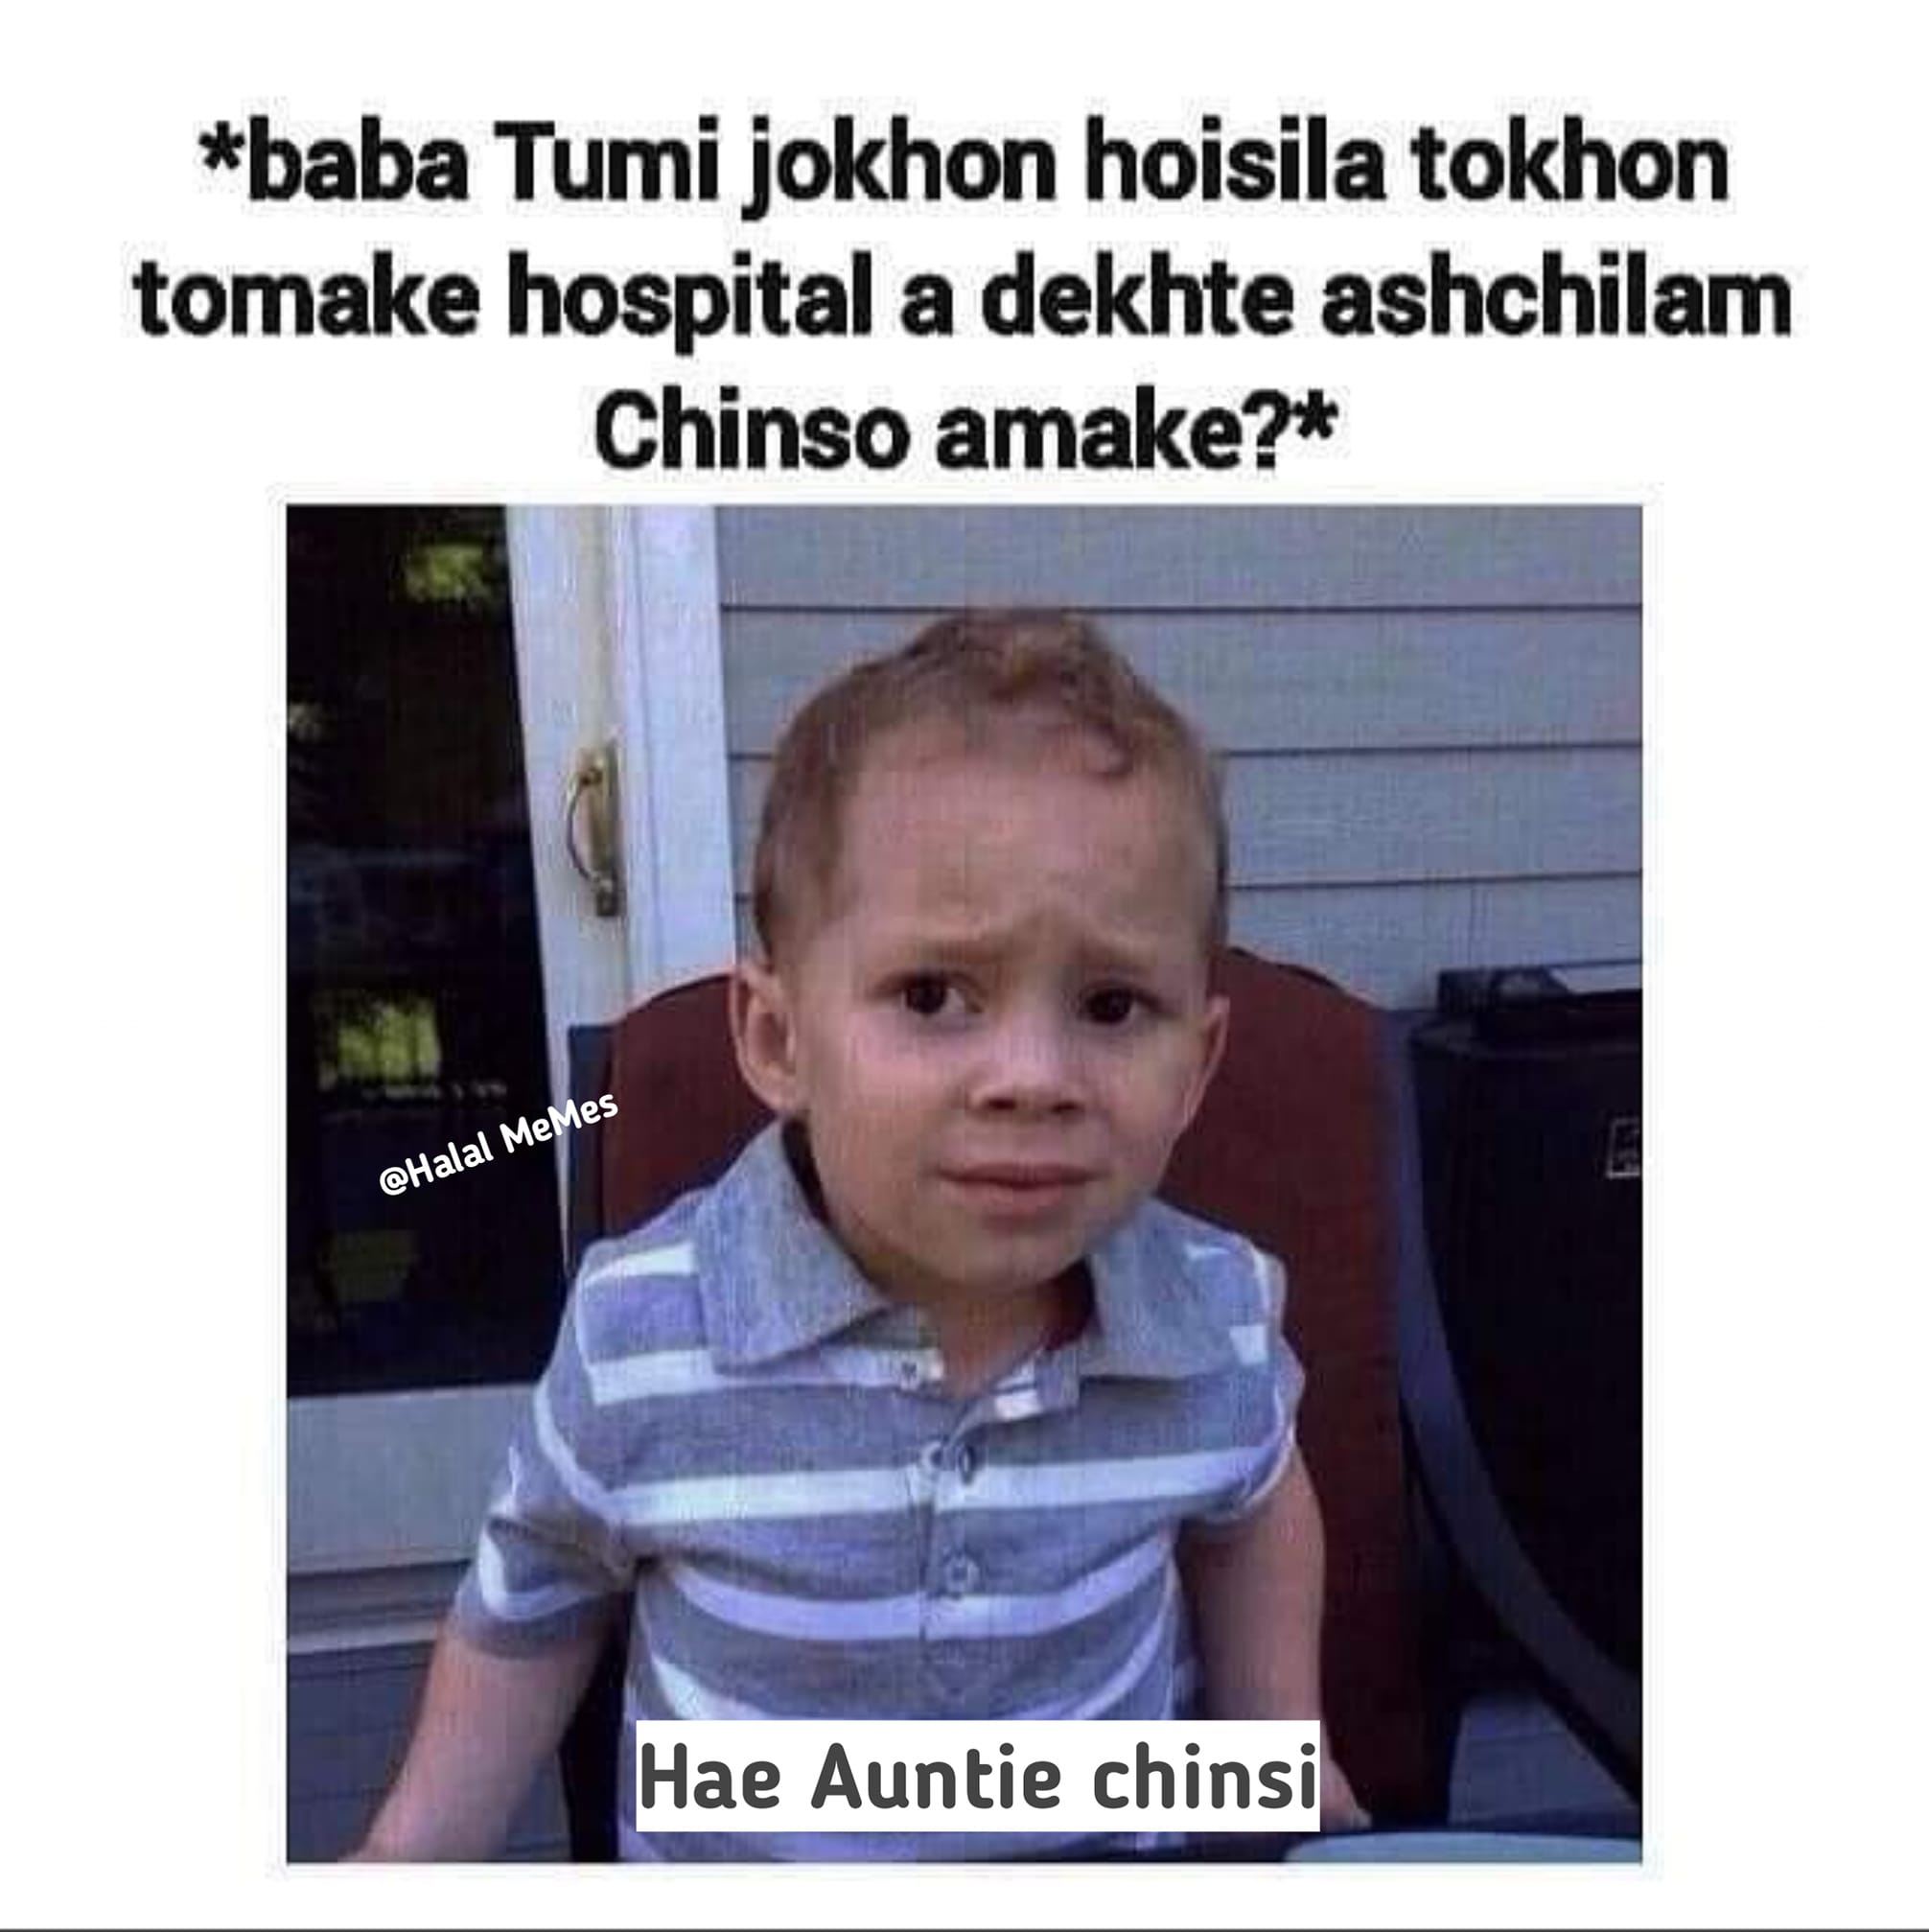 *baba Tumi jokhon hoisila tokhon
tomake hospital a dekhte ashchilam
Chinso amake?*
@Halal MeMes
Hae Auntie chinsi